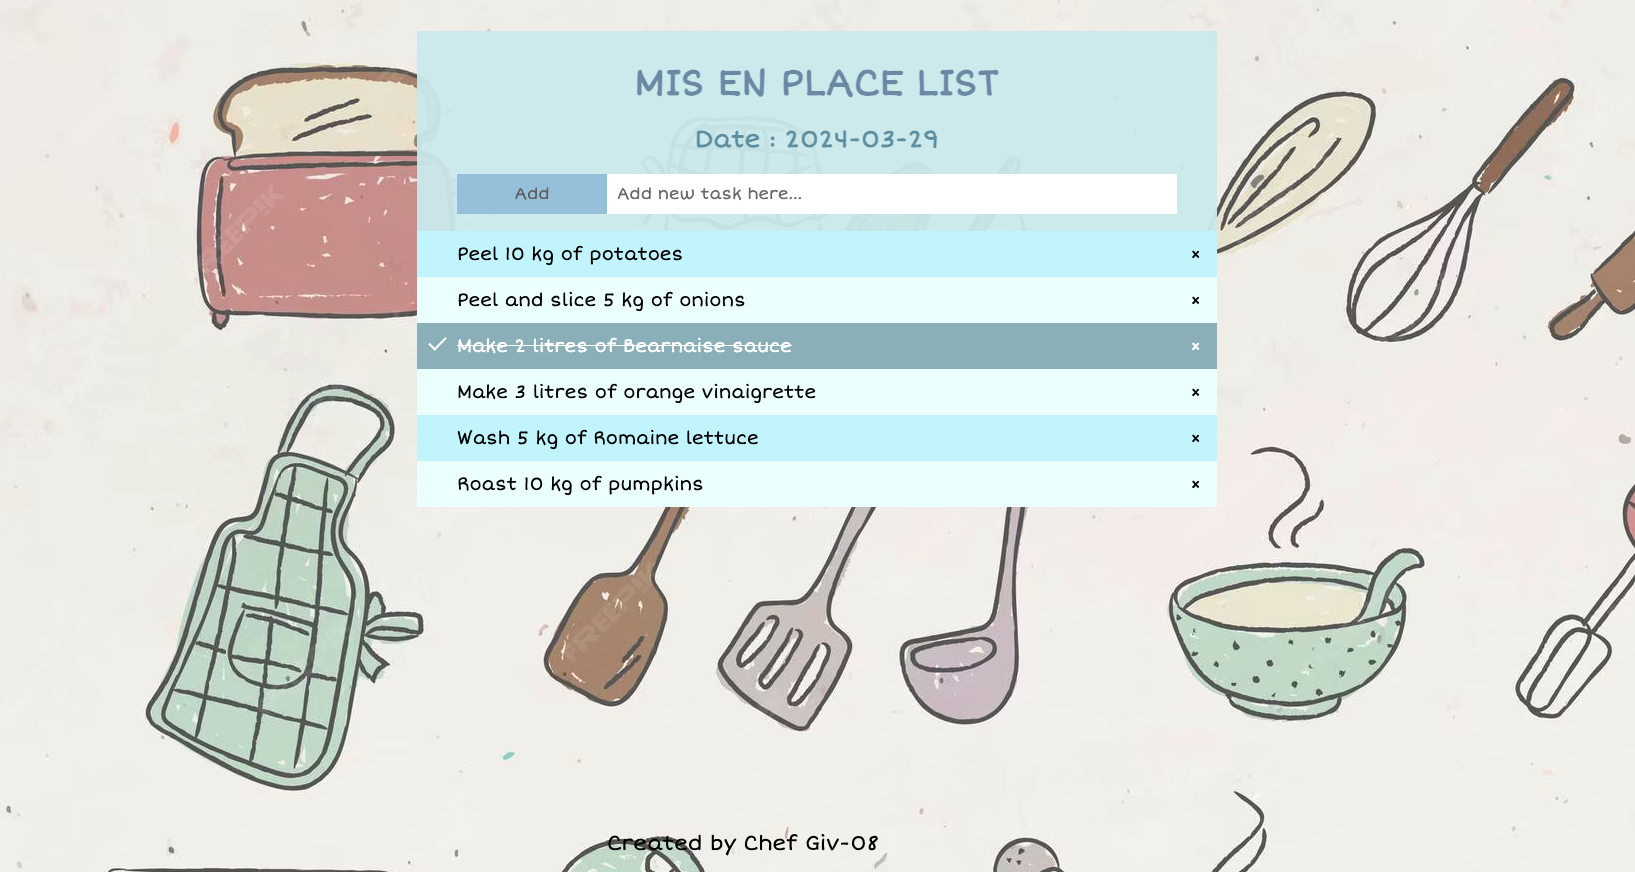 MIS EN PLACE LIST
Date : 2024-03-29
Add
Add new task here...
Peel 10 kg of potatoes
×
Peel and slice 5 kg of onions
×
Make 2 litres of Bearnaise sauce
×
Make 3 litres of orange vinaigrette
×
Wash 5 kg of Romaine lettuce
×
Roast 10 kg of pumpkins
×
FREEPIK
Created by Chef Giv-08